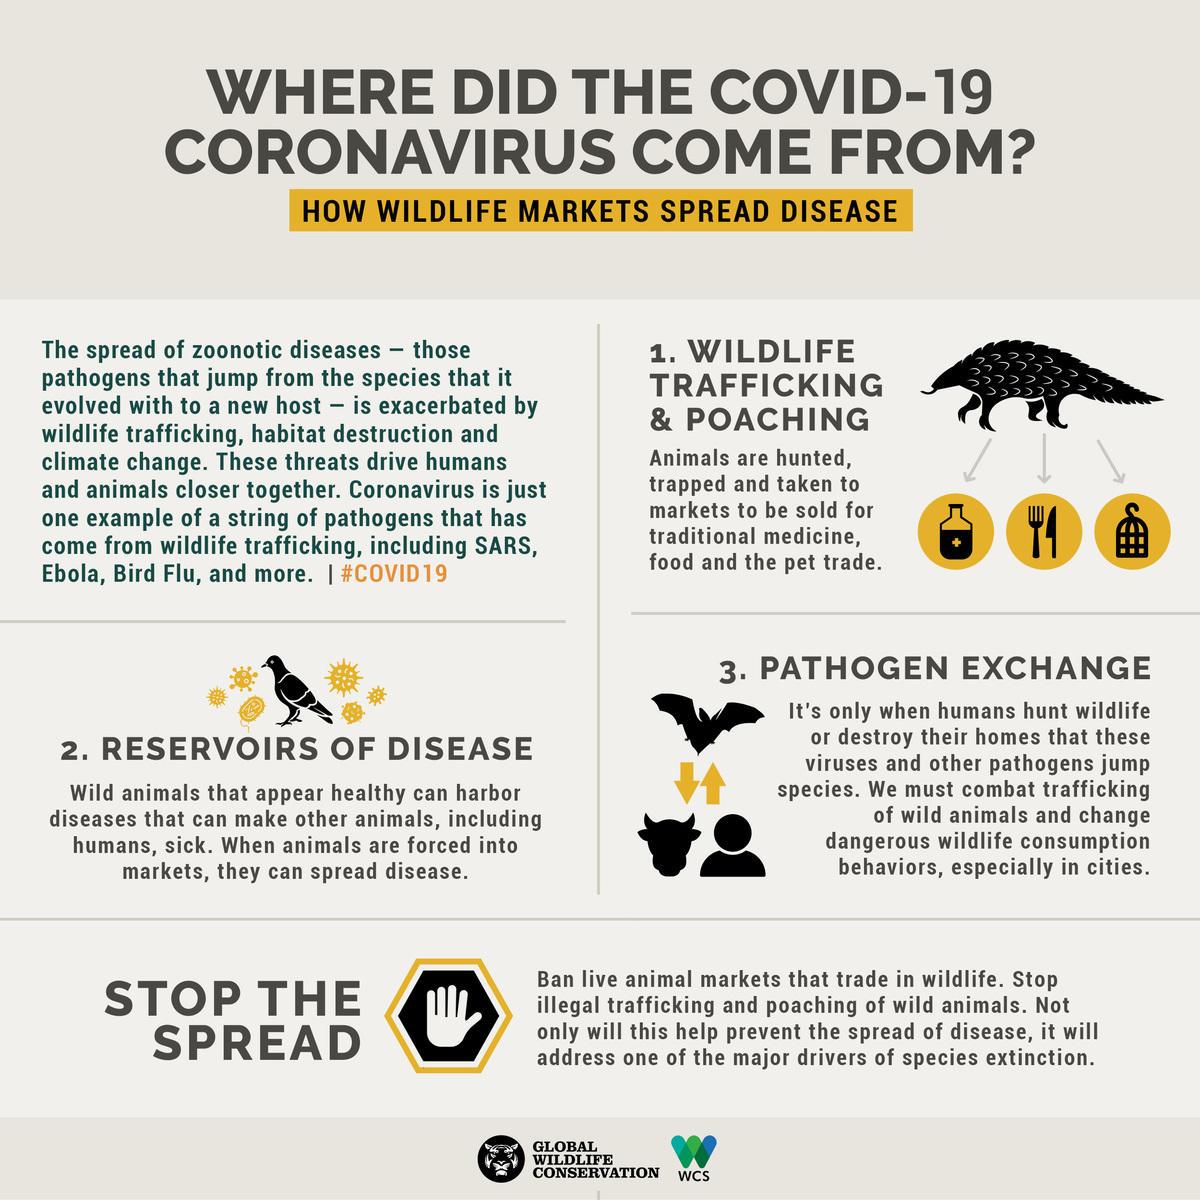 WHERE DID THE COVID-19
CORONAVIRUS COME FROM?
HOW WILDLIFE MARKETS SPREAD DISEASE
The spread of zoonotic diseases — those
pathogens that jump from the species that it
evolved with to a new host — is exacerbated by
wildlife trafficking, habitat destruction and
climate change. These threats drive humans
and animals closer together. Coronavirus is just
one example of a string of pathogens that has
come from wildlife trafficking, including SARS,
Ebola, Bird Flu, and more. | #COVID19
1. WILDLIFE
TRAFFICKING
& POACHING
Animals are hunted,
trapped and taken to
markets to be sold for
traditional medicine,
food and the pet trade.
2. RESERVOIRS OF DISEASE
Wild animals that appear healthy can harbor
diseases that can make other animals, including
humans, sick. When animals are forced into
markets, they can spread disease.
3. PATHOGEN EXCHANGE
It's only when humans hunt wildlife
or destroy their homes that these
viruses and other pathogens jump
species. We must combat trafficking
of wild animals and change
dangerous wildlife consumption
behaviors, especially in cities.
STOP THE
SPREAD
Ban live animal markets that trade in wildlife. Stop
illegal trafficking and poaching of wild animals. Not
only will this help prevent the spread of disease, it will
address one of the major drivers of species extinction.
GLOBAL
WILDLIFE
CONSERVATION
WCS